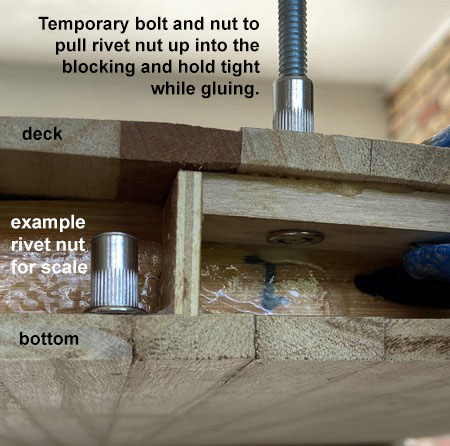 Temporary bolt and nut to
pull rivet nut up into the
blocking and hold tight
while gluing.
deck
example
rivet nut
for scale
bottom